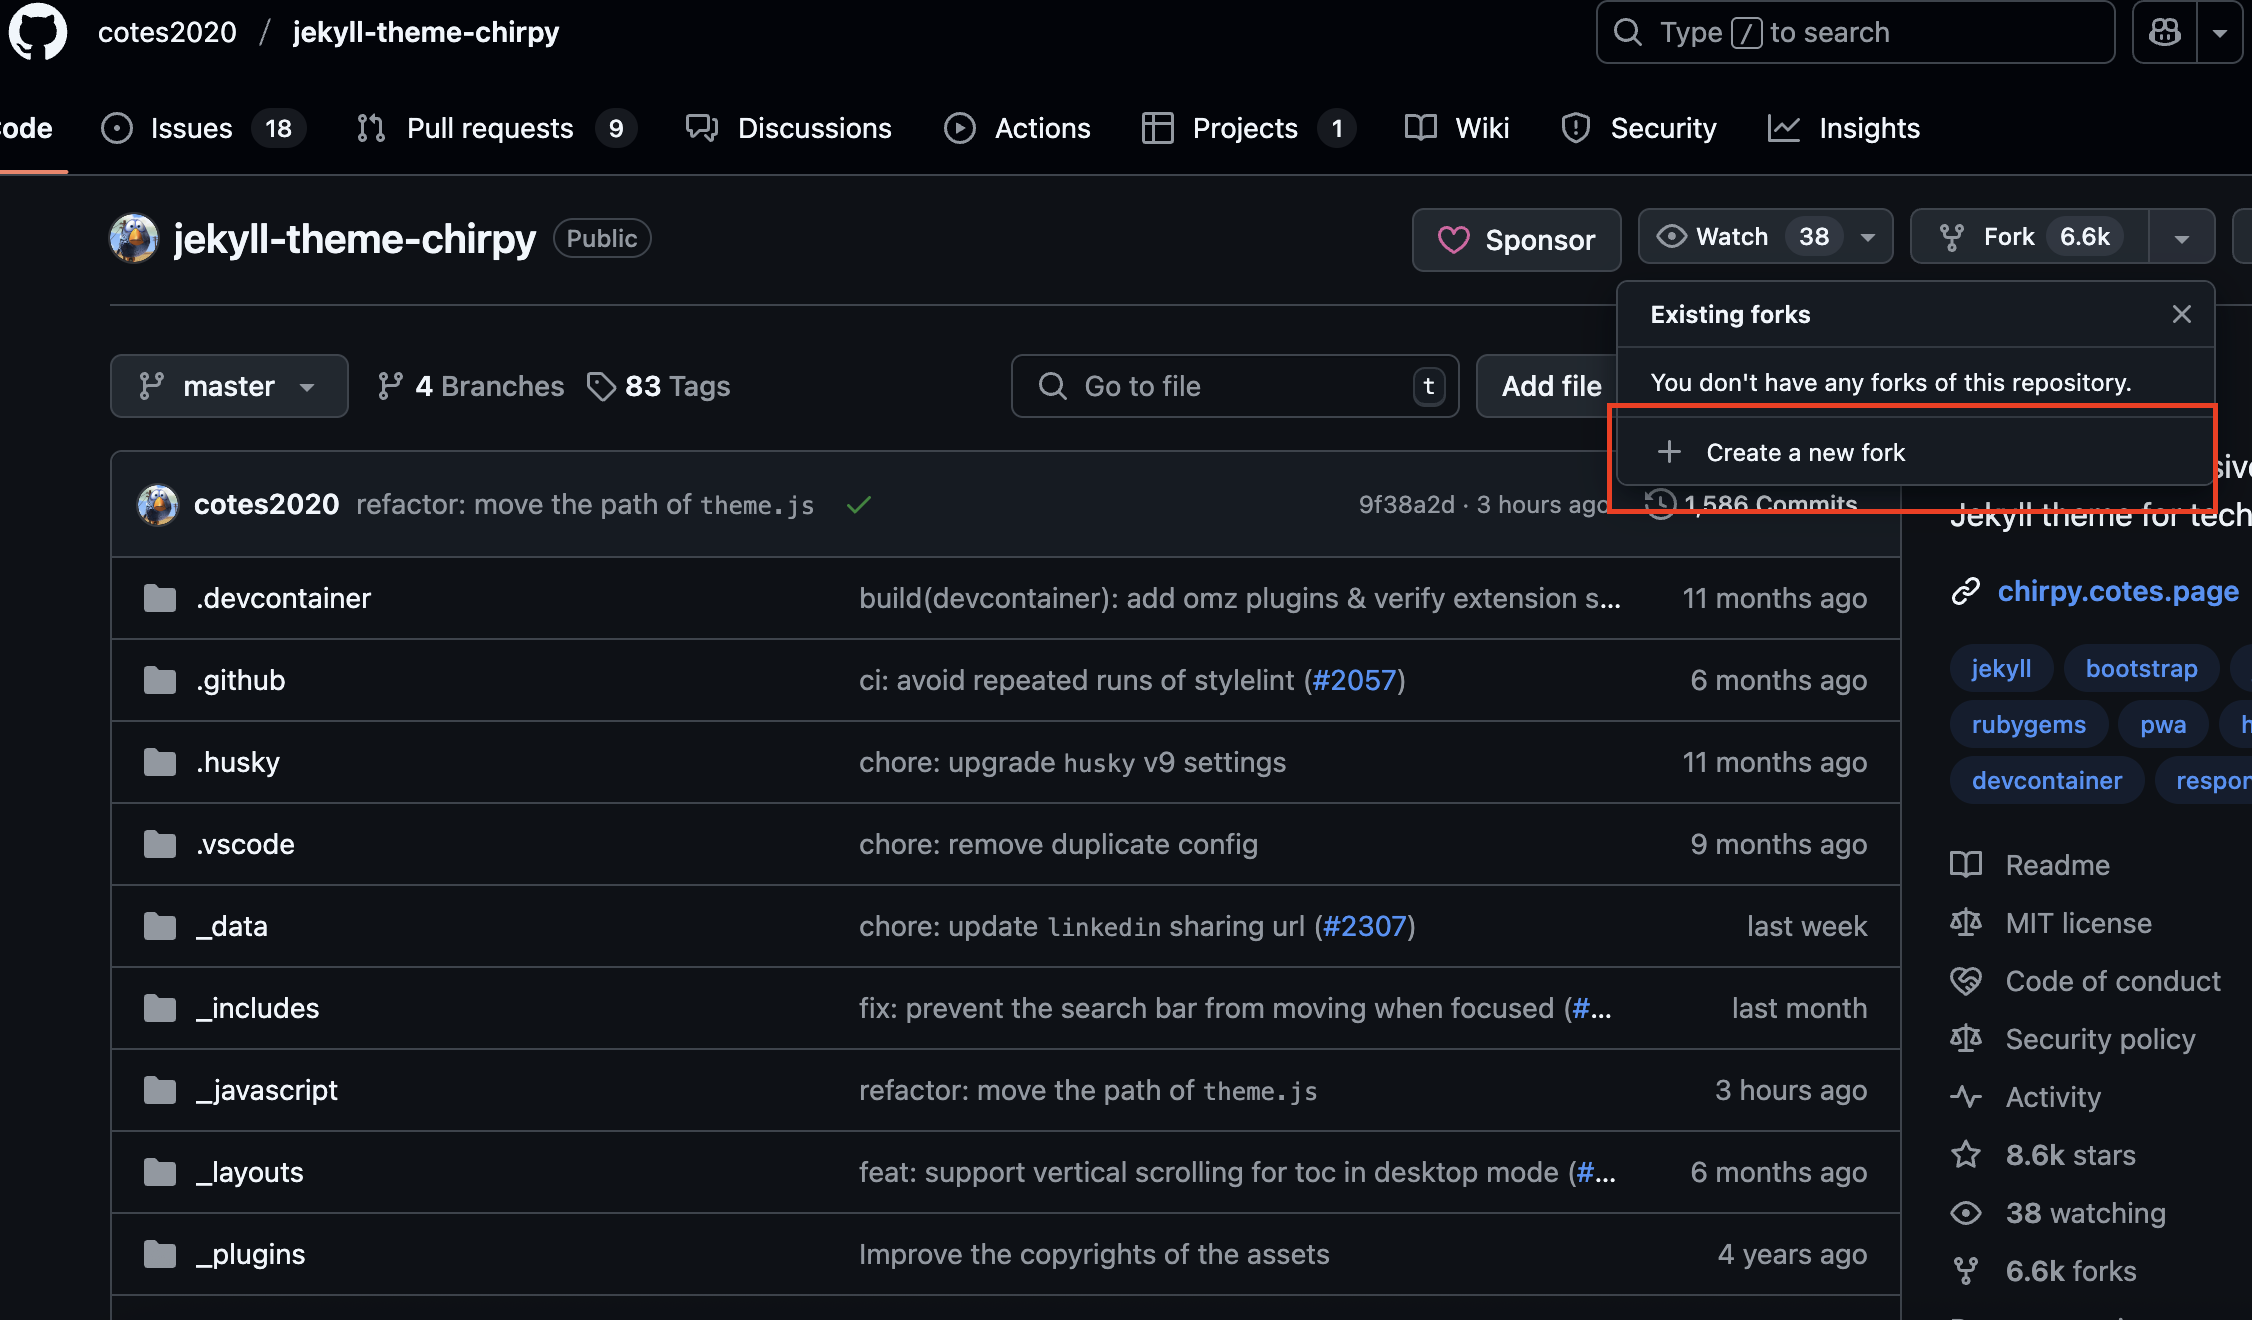 cotes2020 / jekyll-theme-chirpy
Type / to search
ode
Issues 18
Pull requests 9
Discussions
Actions
Projects 1
Wiki
Security
Insights
jekyll-theme-chirpy Public
Sponsor
Watch 38
Fork 6.6k
Existing forks
You don't have any forks of this repository.
Create a new fork
master
4 Branches
83 Tags
Go to file t
Add file
cotes2020 refactor: move the path of theme.js
9f38a2d · 3 hours ago
1,586 Commits
.devcontainer build(devcontainer): add omz plugins & verify extension s... 11 months ago
.github ci: avoid repeated runs of stylelint (#2057) 6 months ago
.husky chore: upgrade husky v9 settings 11 months ago
.vscode chore: remove duplicate config 9 months ago
_data chore: update linkedin sharing url (#2307) last week
_includes fix: prevent the search bar from moving when focused (#... last month
_javascript refactor: move the path of theme.js 3 hours ago
_layouts feat: support vertical scrolling for toc in desktop mode (#... 6 months ago
_plugins Improve the copyrights of the assets 4 years ago
Jekyll theme for tech
chirpy.cotes.page
jekyll bootstrap
rubygems pwa h
devcontainer respon
Readme
MIT license
Code of conduct
Security policy
Activity
8.6k stars
38 watching
6.6k forks